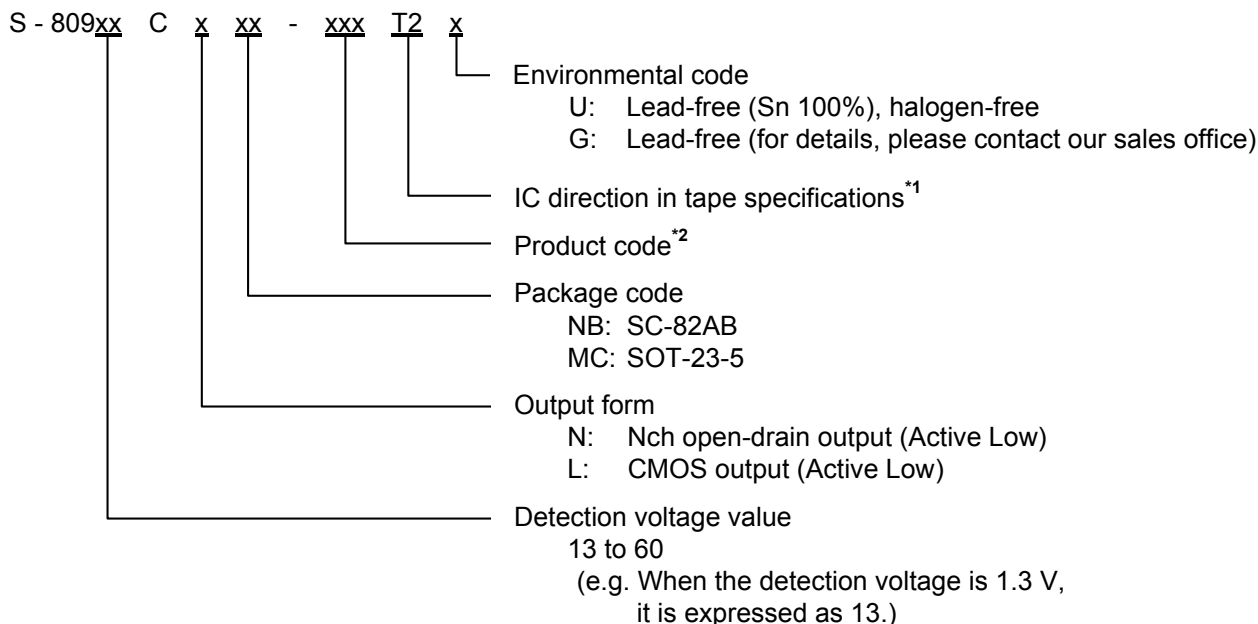 S - 809xx C x xx - xxx T2 x
Environmental code
U: Lead-free (Sn 100%), halogen-free
G: Lead-free (for details, please contact our sales office)
IC direction in tape specifications*1
Product code*2
Package code
NB: SC-82AB
MC: SOT-23-5
Output form
N: Nch open-drain output (Active Low)
L: CMOS output (Active Low)
Detection voltage value
13 to 60
(e.g. When the detection voltage is 1.3 V,
it is expressed as 13.)